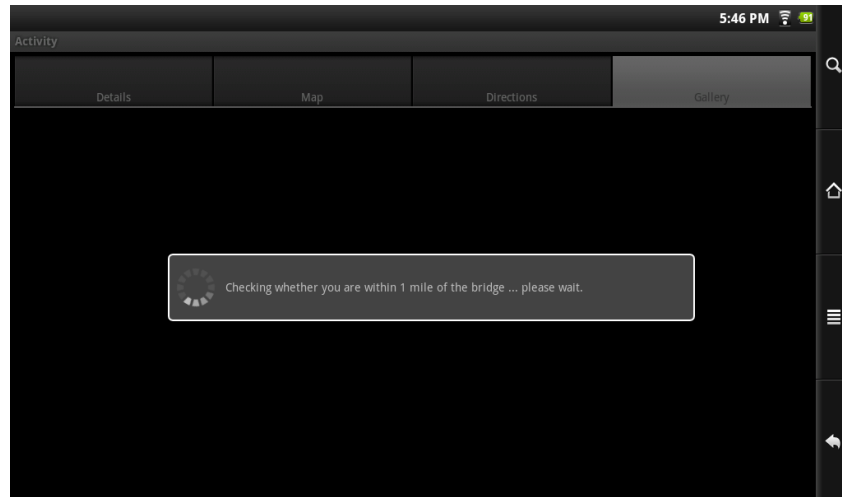 5:46 PM 91
Activity
Details Map Directions Gallery
Checking whether you are within 1 mile of the bridge ... please wait.